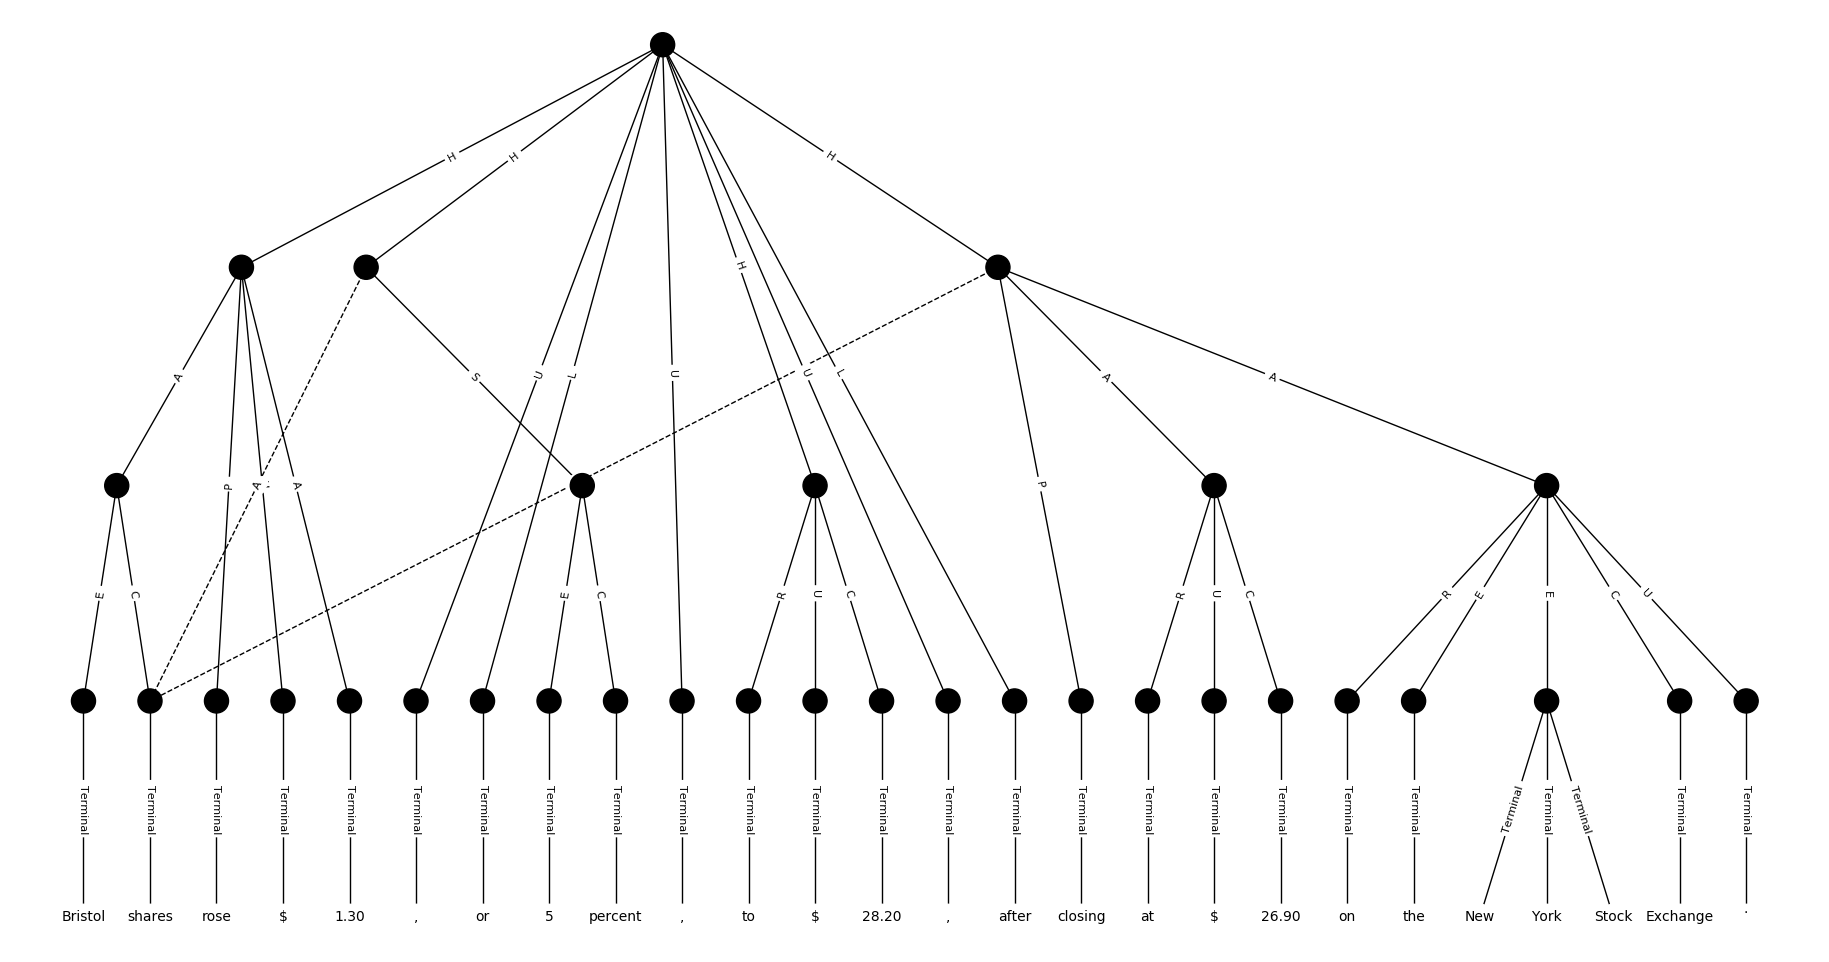 H H H H
U L U U L
A S A A
P A A A P
E C E C R U C R U C R E E C U
Terminal Terminal Terminal Terminal Terminal Terminal Terminal Terminal Terminal Terminal Terminal Terminal Terminal Terminal Terminal Terminal Terminal Terminal Terminal Terminal Terminal Terminal Terminal Terminal Terminal Terminal
Bristol shares rose $ 1.30 , or 5 percent , to $ 28.20 , after closing at $ 26.90 on the New York Stock Exchange .